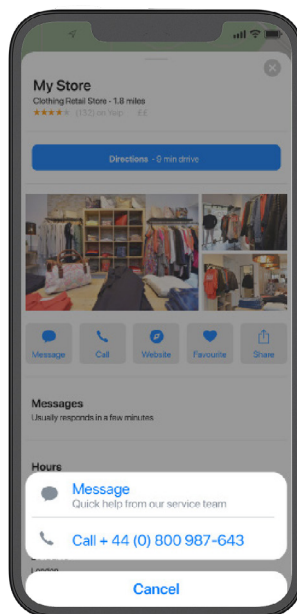 My Store
Clothing Retail Store - 1.8 miles
(132) on Yelp ££
Directions - 9 min drive
Message Call Website Favourite Share
Messages
Usually responds in a few minutes
Hours
Message
Quick help from our service team
Call + 44 (0) 800 987-643
London
Cancel